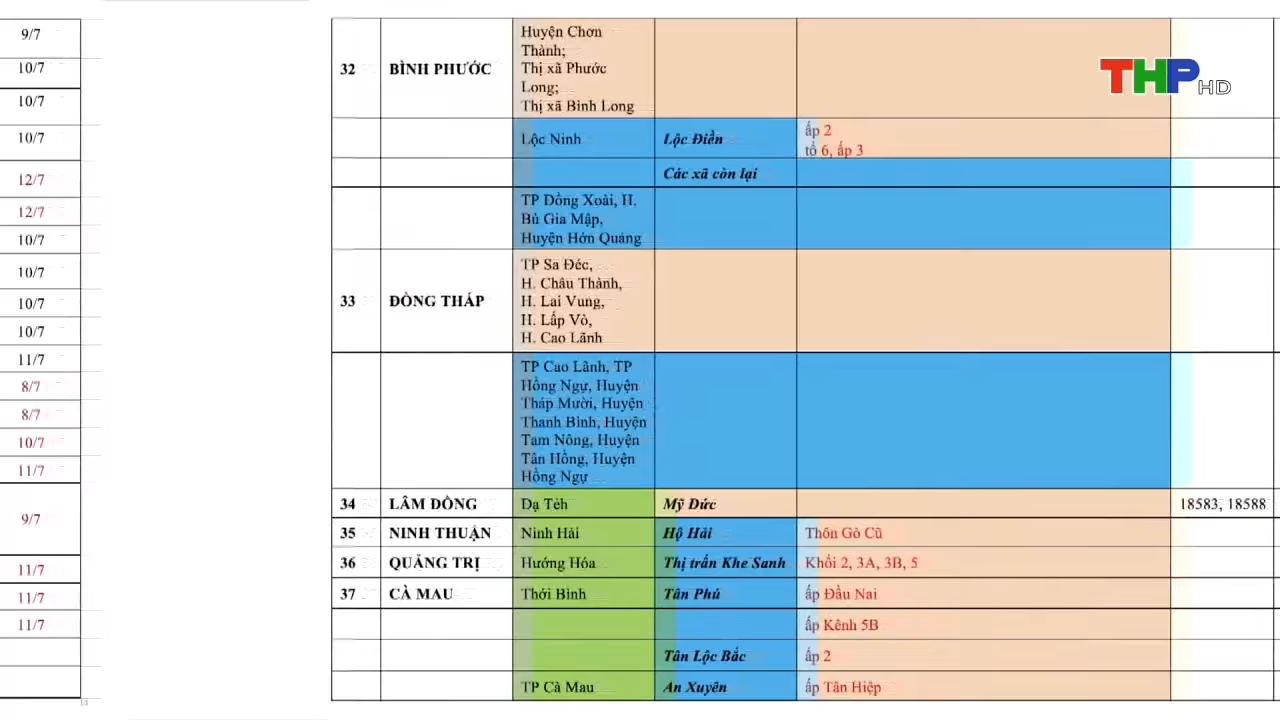 9/7
10/7
10/7
10/7
12/7
12/7
10/7
10/7
10/7
10/7
11/7
8/7
8/7
10/7
11/7
9/7
11/7
11/7
11/7
THP HD
32 BÌNH PHƯỚC
Huyện Chơn
Thành;
Thị xã Phước
Long;
Thị xã Bình Long
Lộc Ninh Lộc Điền ấp 2
tổ 6, ấp 3
Các xã còn lại
TP Đồng Xoài, H.
Bù Gia Mập,
Huyện Hớn Quảng
33 ĐỒNG THÁP
TP Sa Đéc,
H. Châu Thành,
H. Lai Vung,
H. Lấp Vò,
H. Cao Lãnh
TP Cao Lãnh, TP
Hồng Ngự, Huyện
Tháp Mười, Huyện
Thanh Bình, Huyện
Tam Nông, Huyện
Tân Hồng, Huyện
Hồng Ngự
34 LÂM ĐỒNG Đạ Tẻh Mỹ Đức 18583, 18588
35 NINH THUẬN Ninh Hải Hộ Hải Thôn Gò Cũ
36 QUẢNG TRỊ Hướng Hóa Thị trấn Khe Sanh Khối 2, 3A, 3B, 5
37 CÀ MAU Thới Bình Tân Phú ấp Đầu Nai
ấp Kênh 5B
Tân Lộc Bắc ấp 2
TP Cà Mau An Xuyên ấp Tân Hiệp